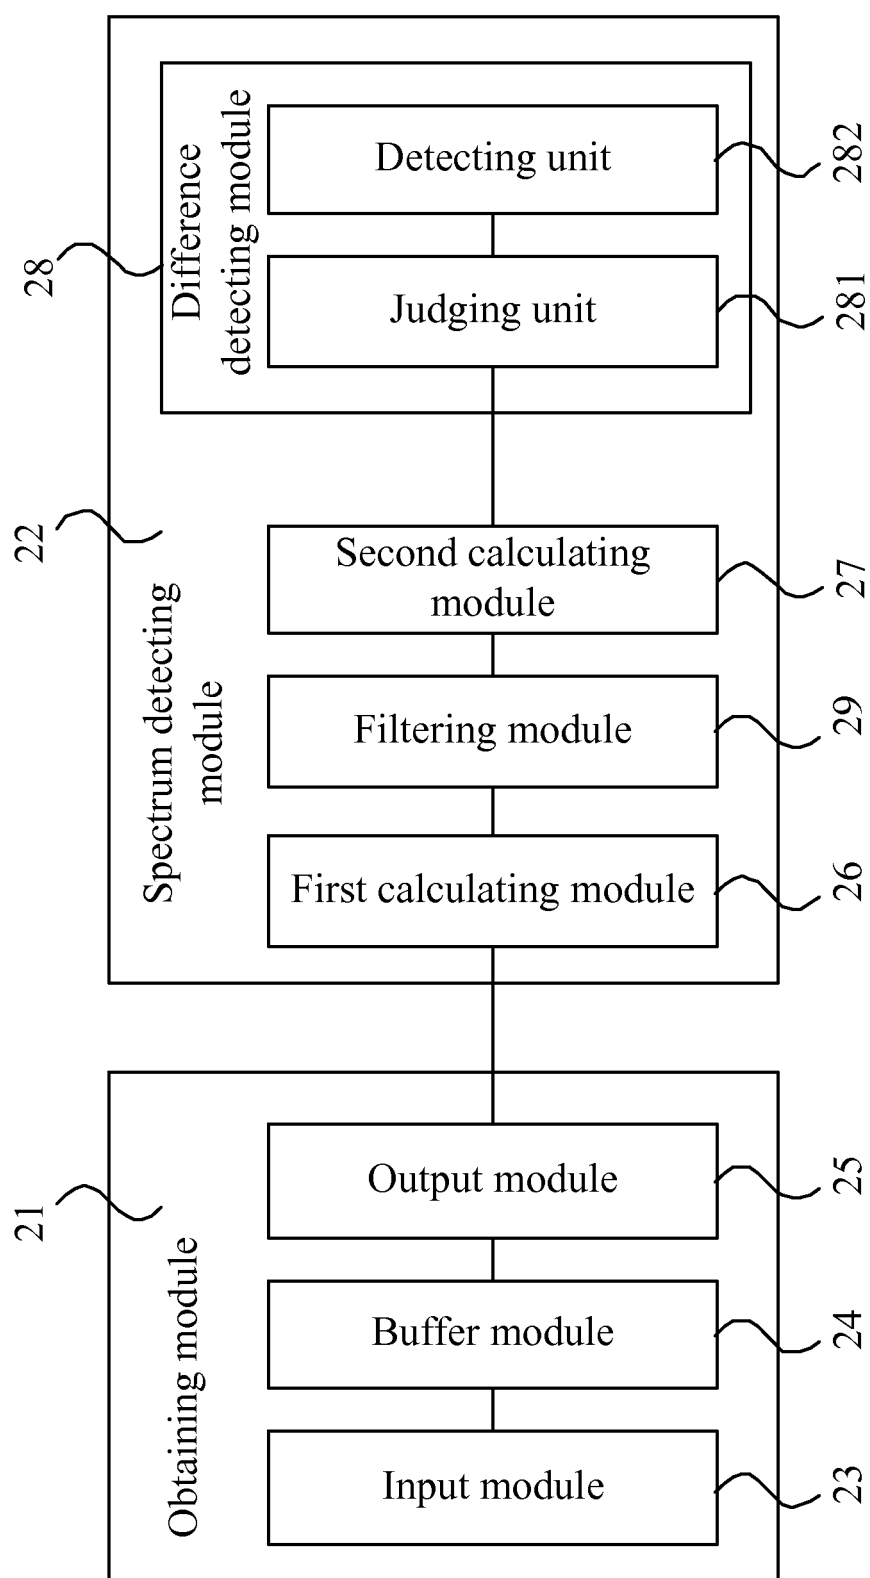 28
Difference
detecting module
Detecting unit
282
Judging unit
281
22
Spectrum detecting
module
Second calculating
module
27
Filtering module
29
First calculating module
26
21
Obtaining module
Output module
25
Buffer module
24
Input module
23